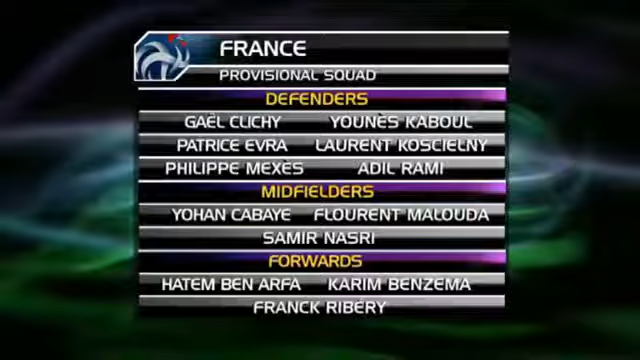 FRANCE
PROVISIONAL SQUAD
DEFENDERS
GAËL CLICHY YOUNÈS KABOUL
PATRICE EVRA LAURENT KOSCIELNY
PHILIPPE MEXÈS ADIL RAMI
MIDFIELDERS
YOHAN CABAYE FLOURENT MALOUDA
SAMIR NASRI
FORWARDS
HATEM BEN ARFA KARIM BENZEMA
FRANCK RIBÉRY